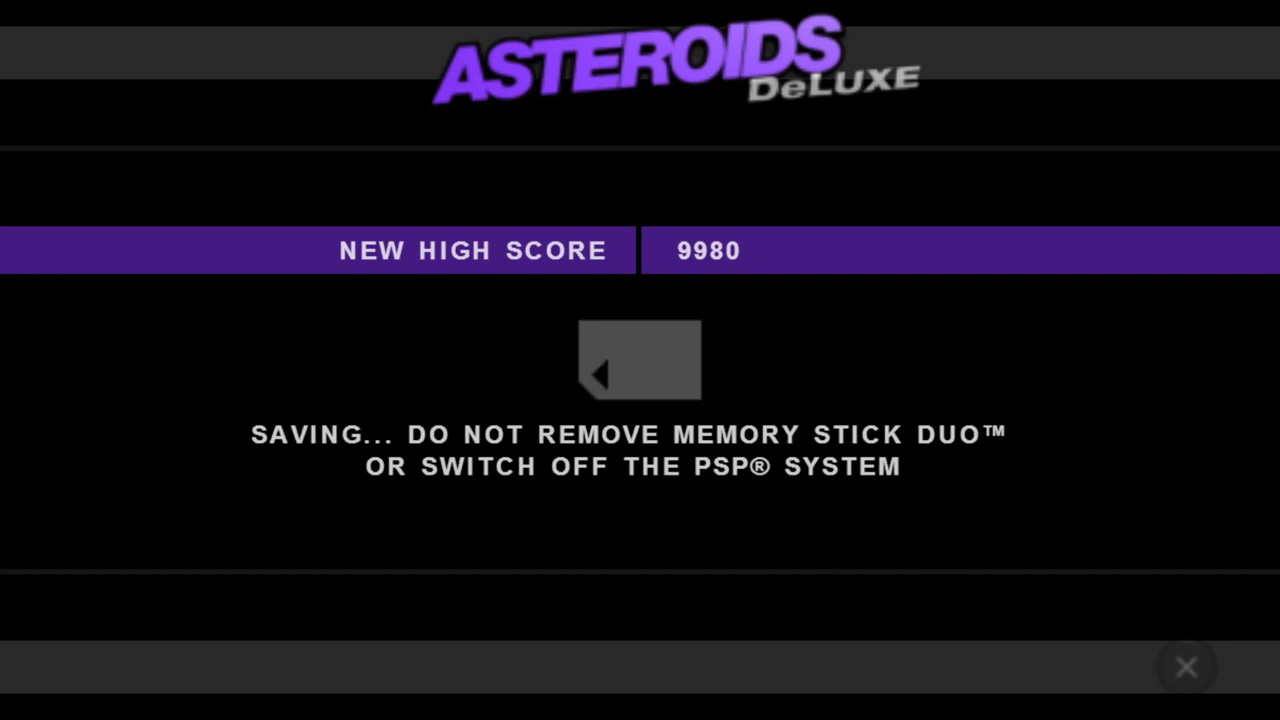 ASTEROIDS
DeLUXE
NEW HIGH SCORE 9980
SAVING... DO NOT REMOVE MEMORY STICK DUO™
OR SWITCH OFF THE PSP® SYSTEM